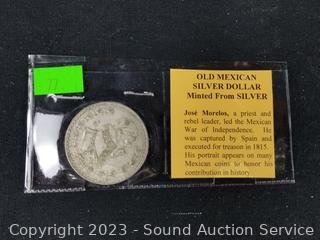 77
OLD MEXICAN
SILVER DOLLAR
Minted From SILVER
José Morelos, a priest and
rebel leader, led the Mexican
War of Independence. He
was captured by Spain and
executed for treason in 1815.
His portrait appears on many
Mexican coins to honor his
contribution in history
Copyright 2023 - Sound Auction Service